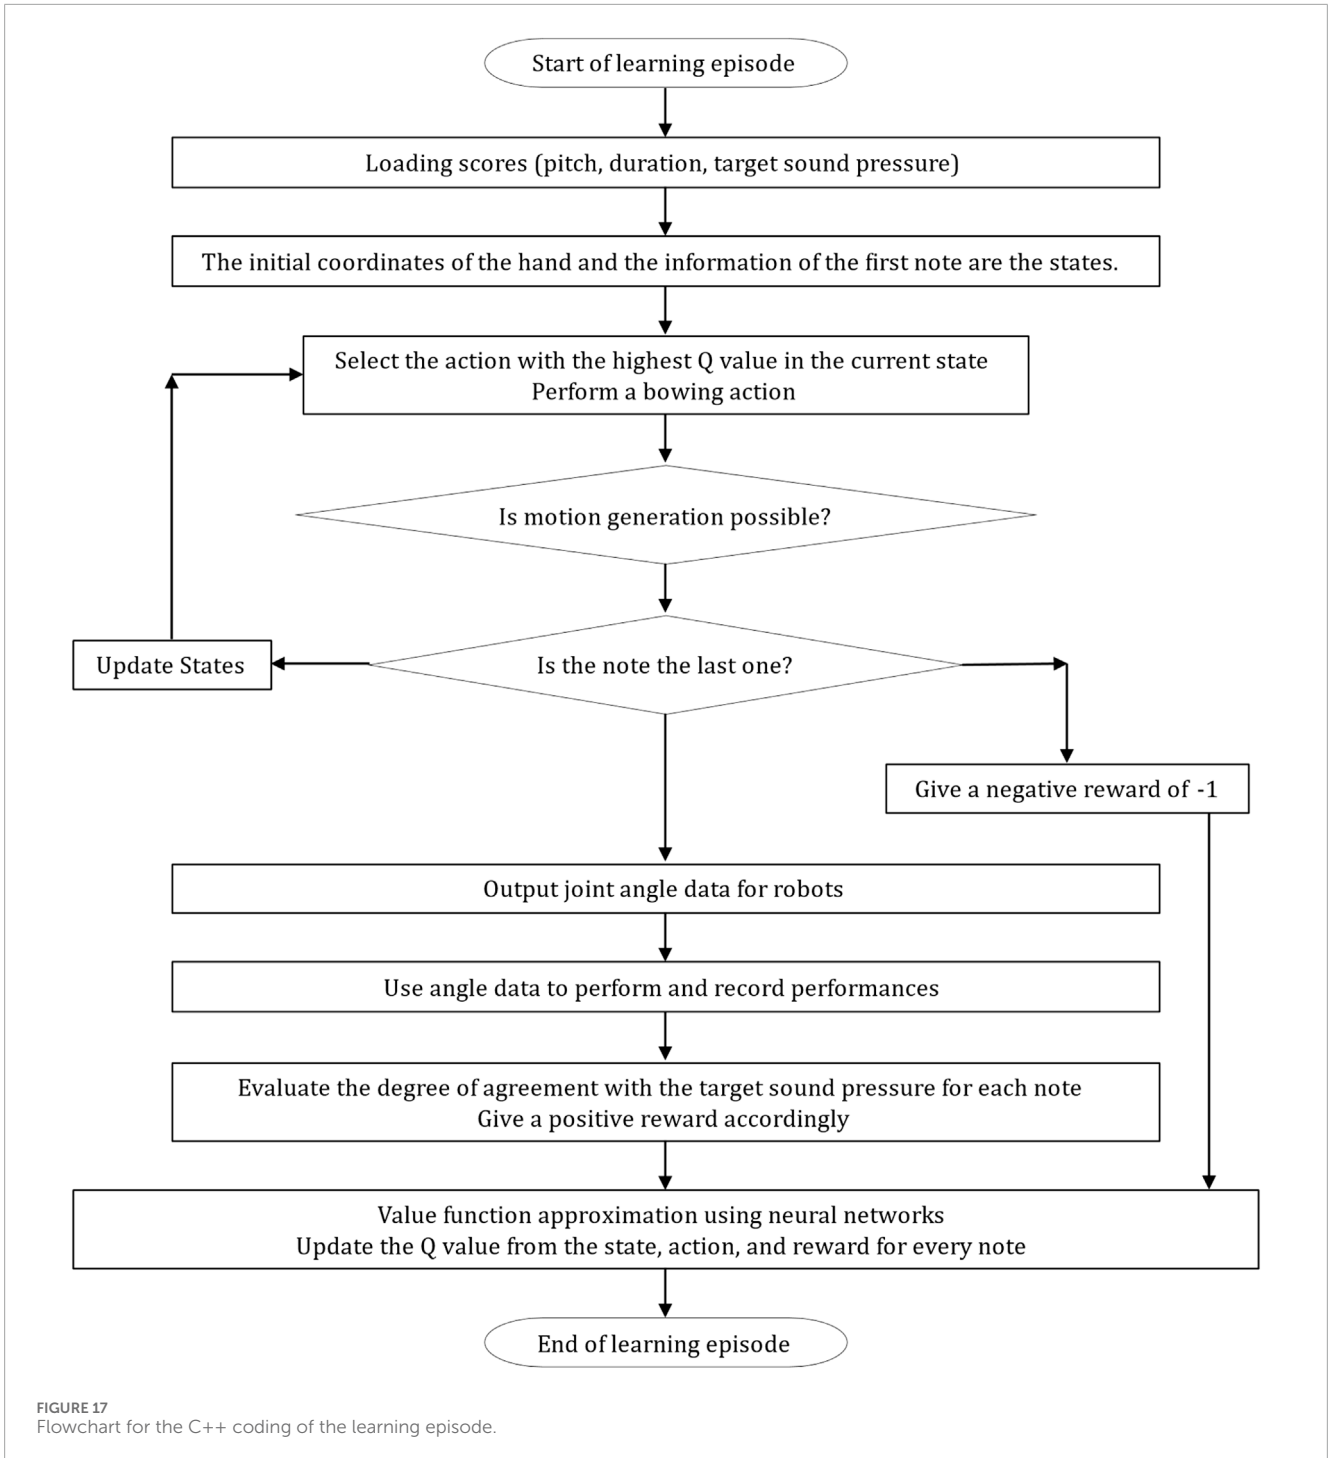 Start of learning episode
Loading scores (pitch, duration, target sound pressure)
The initial coordinates of the hand and the information of the first note are the states.
Select the action with the highest Q value in the current state
Perform a bowing action
Is motion generation possible?
Update States
Is the note the last one?
Give a negative reward of -1
Output joint angle data for robots
Use angle data to perform and record performances
Evaluate the degree of agreement with the target sound pressure for each note
Give a positive reward accordingly
Value function approximation using neural networks
Update the Q value from the state, action, and reward for every note
End of learning episode
FIGURE 17
Flowchart for the C++ coding of the learning episode.